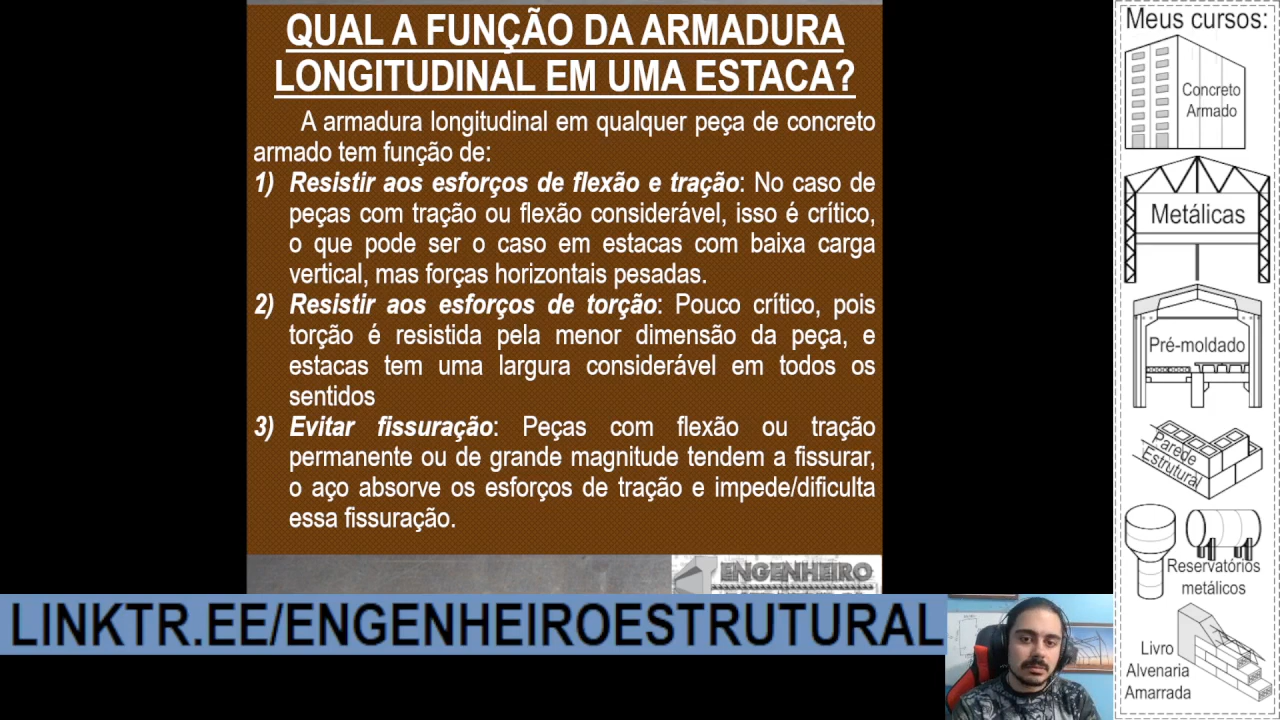 QUAL A FUNÇÃO DA ARMADURA
LONGITUDINAL EM UMA ESTACA?
A armadura longitudinal em qualquer peça de concreto
armado tem função de:
1) Resistir aos esforços de flexão e tração: No caso de
peças com tração ou flexão considerável, isso é crítico,
o que pode ser o caso em estacas com baixa carga
vertical, mas forças horizontais pesadas.
2) Resistir aos esforços de torção: Pouco crítico, pois
torção é resistida pela menor dimensão da peça, e
estacas tem uma largura considerável em todos os
sentidos
3) Evitar fissuração: Peças com flexão ou tração
permanente ou de grande magnitude tendem a fissurar,
o aço absorve os esforços de tração e impede/dificulta
essa fissuração.
ENGENHEIRO
LINKTR.EE/ENGENHEIROESTRUTURAL
Meus cursos:
Concreto
Armado
Metálicas
Pré-moldado
Parede
Estrutural
Reservatórios
metálicos
Livro
Alvenaria
Amarrada